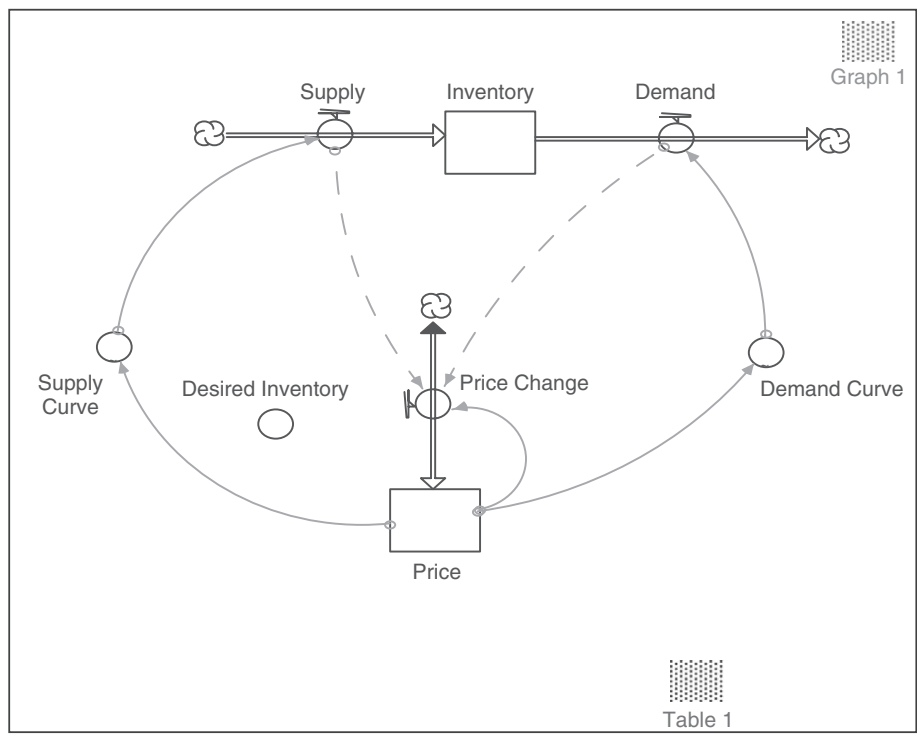 Graph 1
Supply
Inventory
Demand
Supply
Curve
Desired Inventory
Price Change
Demand Curve
Price
Table 1